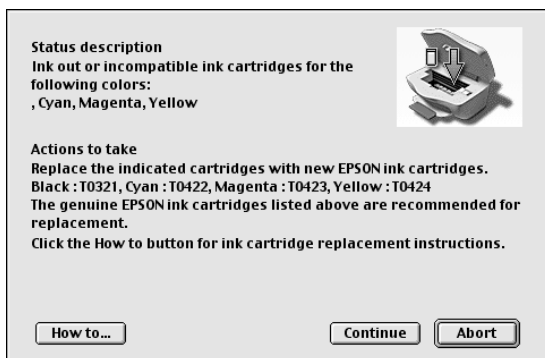 Status description
Ink out or incompatible ink cartridges for the
following colors:
, Cyan, Magenta, Yellow
Actions to take
Replace the indicated cartridges with new EPSON ink cartridges.
Black : T0321, Cyan : T0422, Magenta : T0423, Yellow : T0424
The genuine EPSON ink cartridges listed above are recommended for
replacement.
Click the How to button for ink cartridge replacement instructions.
How to...
Continue
Abort